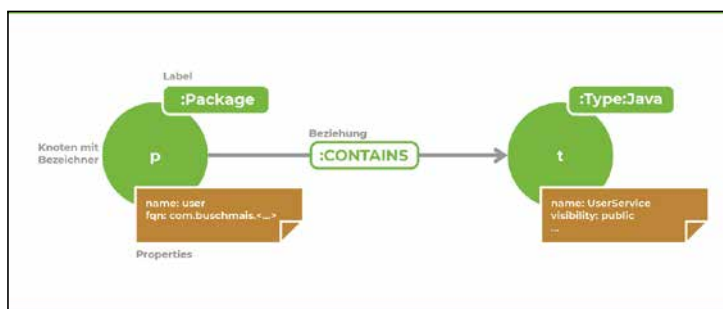 Label
:Package
:Type:Java
Knoten mit
Bezeichner
p
Beziehung
:CONTAINS
t
name: user
fqn: com.buschmais.<...>
name: UserService
visibility: public
...
Properties